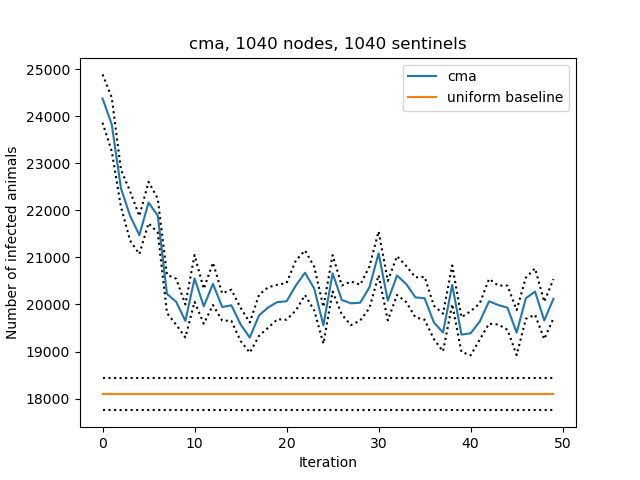 cma, 1040 nodes, 1040 sentinels
cma
uniform baseline
Number of infected animals
25000
24000
23000
22000
21000
20000
19000
18000
0
10
20
30
40
50
Iteration